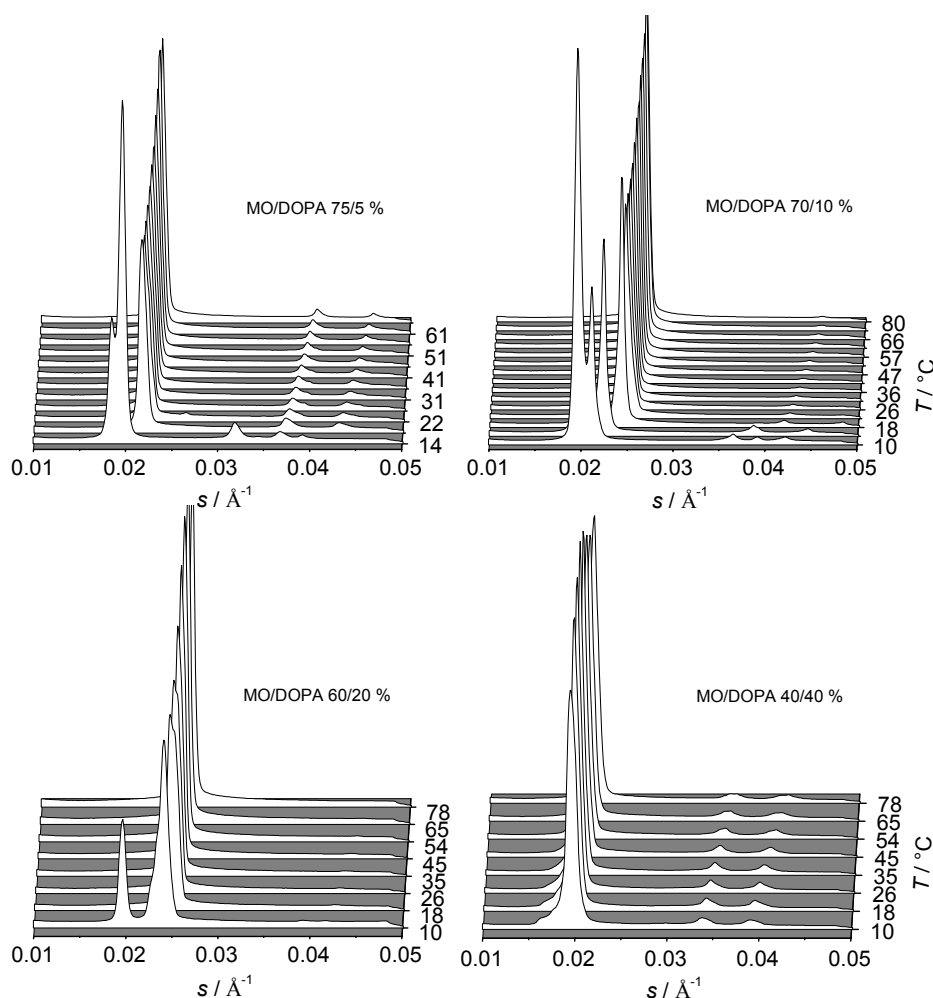 MO/DOPA 75/5 %
61
51
41
31
22
14
0.01 0.02 0.03 0.04 0.05
s / Å-1
MO/DOPA 70/10 %
80
66
57
47
36
26
18
10
T / °C
0.01 0.02 0.03 0.04 0.05
s / Å-1
MO/DOPA 60/20 %
78
65
54
45
35
26
18
10
0.01 0.02 0.03 0.04 0.05
s / Å-1
MO/DOPA 40/40 %
78
65
54
45
35
26
18
10
T / °C
0.01 0.02 0.03 0.04 0.05
s / Å-1